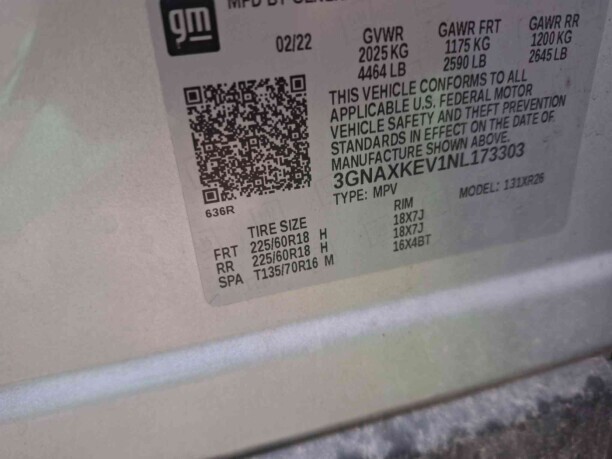 gm
MFD BY
02/22
GVWR GAWR FRT GAWR RR
2025 KG 1175 KG 1200 KG
4464 LB 2590 LB 2645 LB
THIS VEHICLE CONFORMS TO ALL
APPLICABLE U.S. FEDERAL MOTOR
VEHICLE SAFETY AND THEFT PREVENTION
STANDARDS IN EFFECT ON THE DATE OF
MANUFACTURE SHOWN ABOVE.
3GNAXKEV1NL173303
TYPE: MPV MODEL: 131XR26
636R
TIRE SIZE RIM
FRT 225/60R18 H 18X7J
RR 225/60R18 H 18X7J
SPA T135/70R16 M 16X4BT